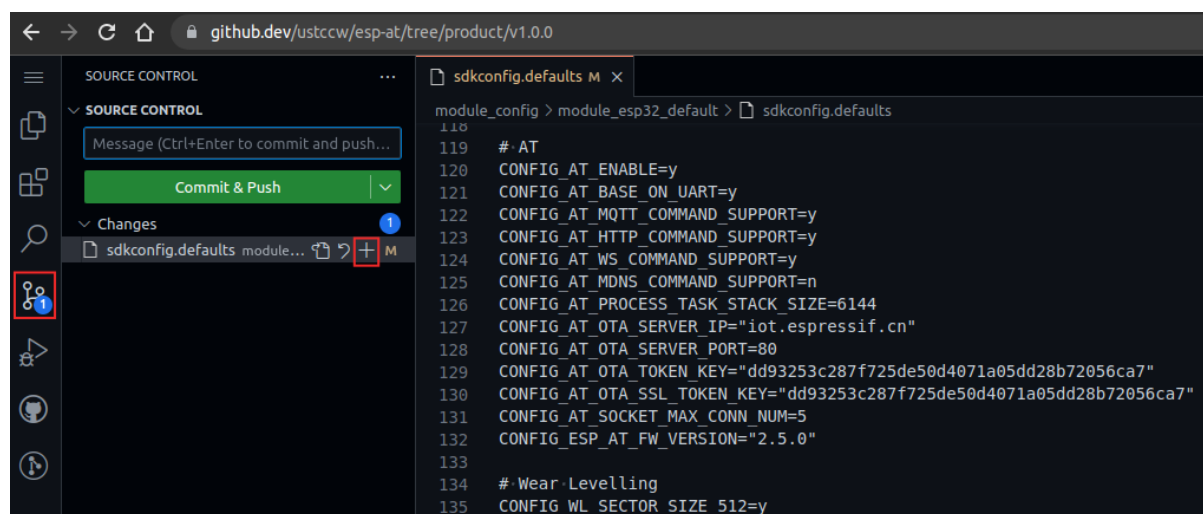 github.dev/ustccw/esp-at/tree/product/v1.0.0
SOURCE CONTROL ···
SOURCE CONTROL
Message (Ctrl+Enter to commit and push...
Commit & Push
Changes 1
sdkconfig.defaults module... M
1
sdkconfig.defaults M ×
module_config > module_esp32_default > sdkconfig.defaults
118
119 #·AT
120 CONFIG_AT_ENABLE=y
121 CONFIG_AT_BASE_ON_UART=y
122 CONFIG_AT_MQTT_COMMAND_SUPPORT=y
123 CONFIG_AT_HTTP_COMMAND_SUPPORT=y
124 CONFIG_AT_WS_COMMAND_SUPPORT=y
125 CONFIG_AT_MDNS_COMMAND_SUPPORT=n
126 CONFIG_AT_PROCESS_TASK_STACK_SIZE=6144
127 CONFIG_AT_OTA_SERVER_IP="iot.espressif.cn"
128 CONFIG_AT_OTA_SERVER_PORT=80
129 CONFIG_AT_OTA_TOKEN_KEY="dd93253c287f725de50d4071a05dd28b72056ca7"
130 CONFIG_AT_OTA_SSL_TOKEN_KEY="dd93253c287f725de50d4071a05dd28b72056ca7"
131 CONFIG_AT_SOCKET_MAX_CONN_NUM=5
132 CONFIG_ESP_AT_FW_VERSION="2.5.0"
133
134 #·Wear·Levelling
135 CONFIG_WL_SECTOR_SIZE_512=y